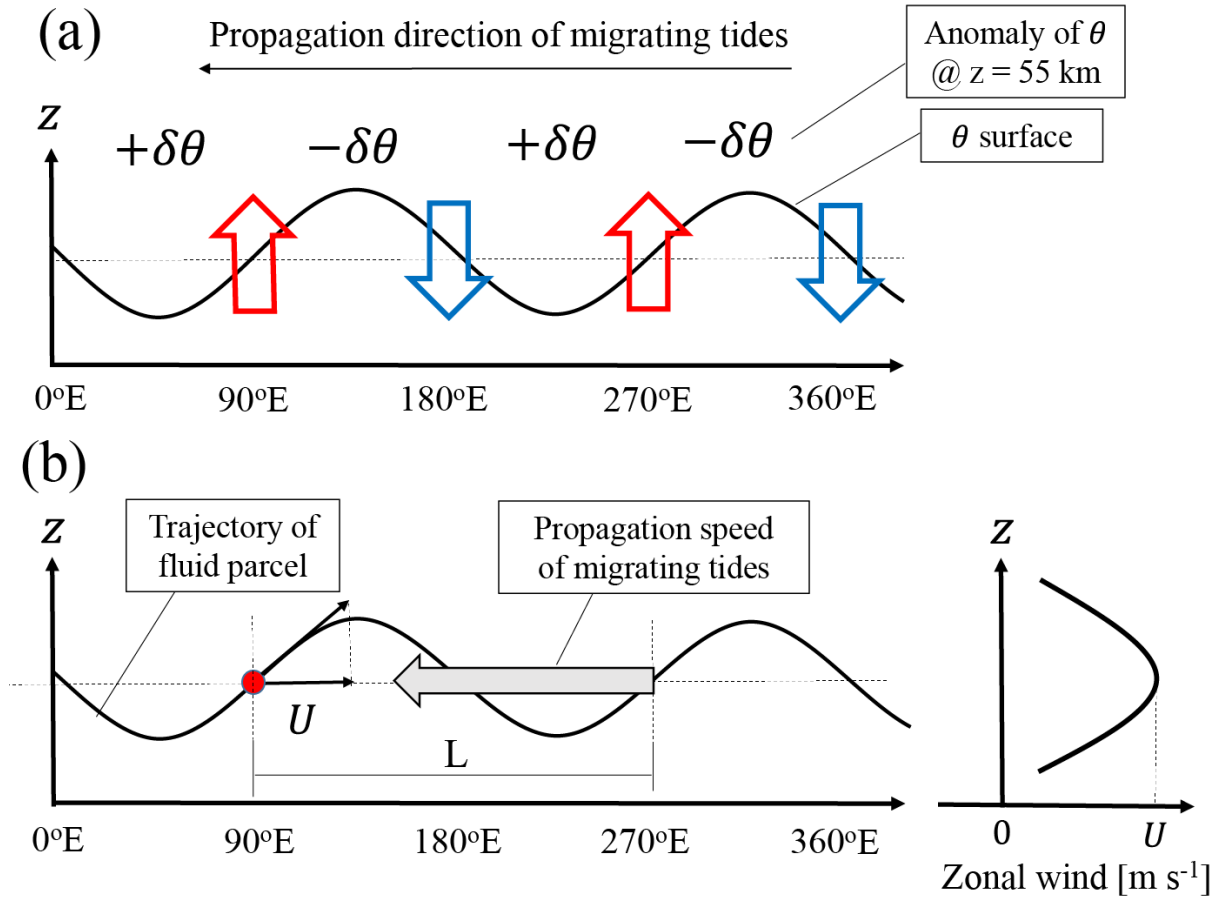 (a)
Propagation direction of migrating tides
Anomaly of θ
@ z = 55 km
z
+δθ
−δθ
+δθ
−δθ
θ surface
0°E
90°E
180°E
270°E
360°E
(b)
z
Trajectory of
fluid parcel
Propagation speed
of migrating tides
z
U
L
0°E
90°E
180°E
270°E
360°E
0
U
Zonal wind [m s⁻¹]